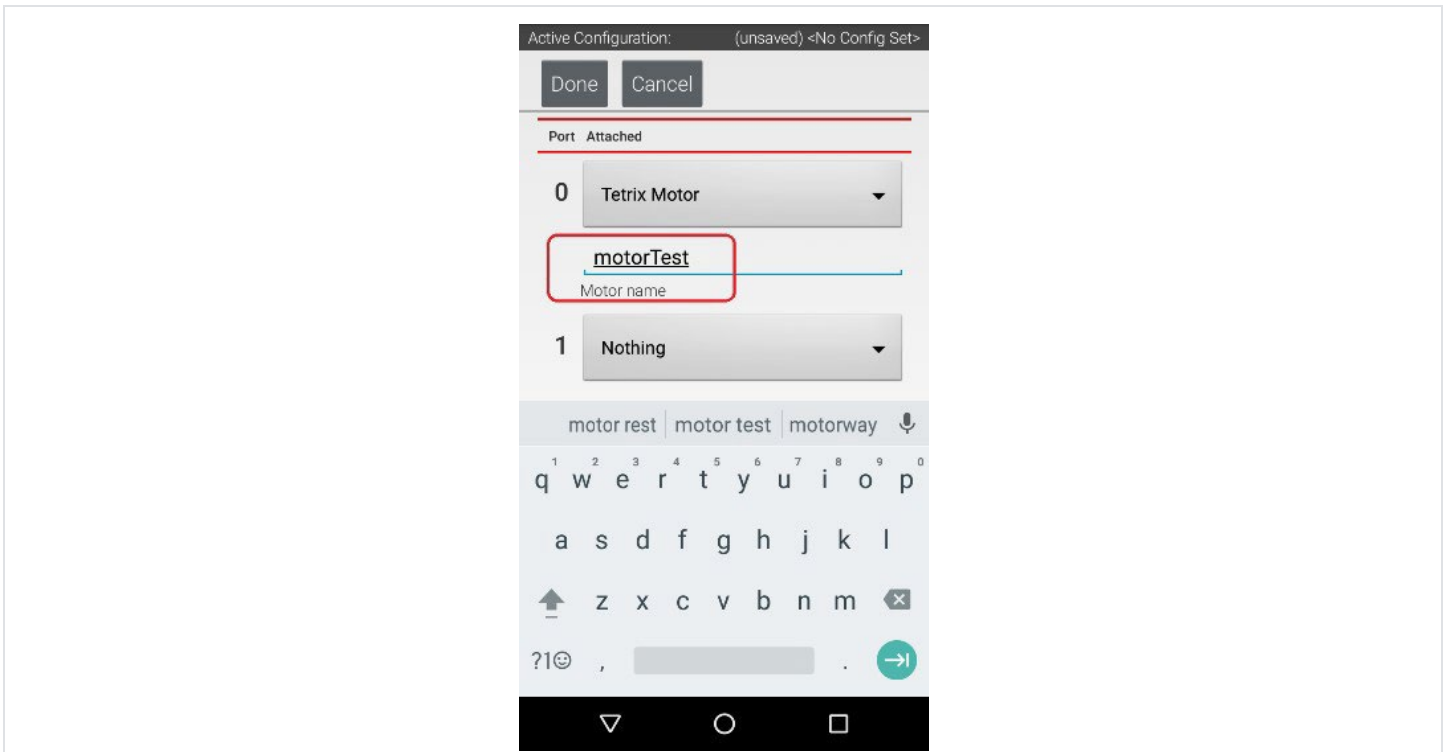 Active Configuration: (unsaved) <No Config Set>
Done Cancel
Port Attached
0 Tetrix Motor
motorTest
Motor name
1 Nothing
motor rest motor test motorway
1 2 3 4 5 6 7 8 9 0
q w e r t y u i o p
a s d f g h j k l
z x c v b n m
?1☺ , .